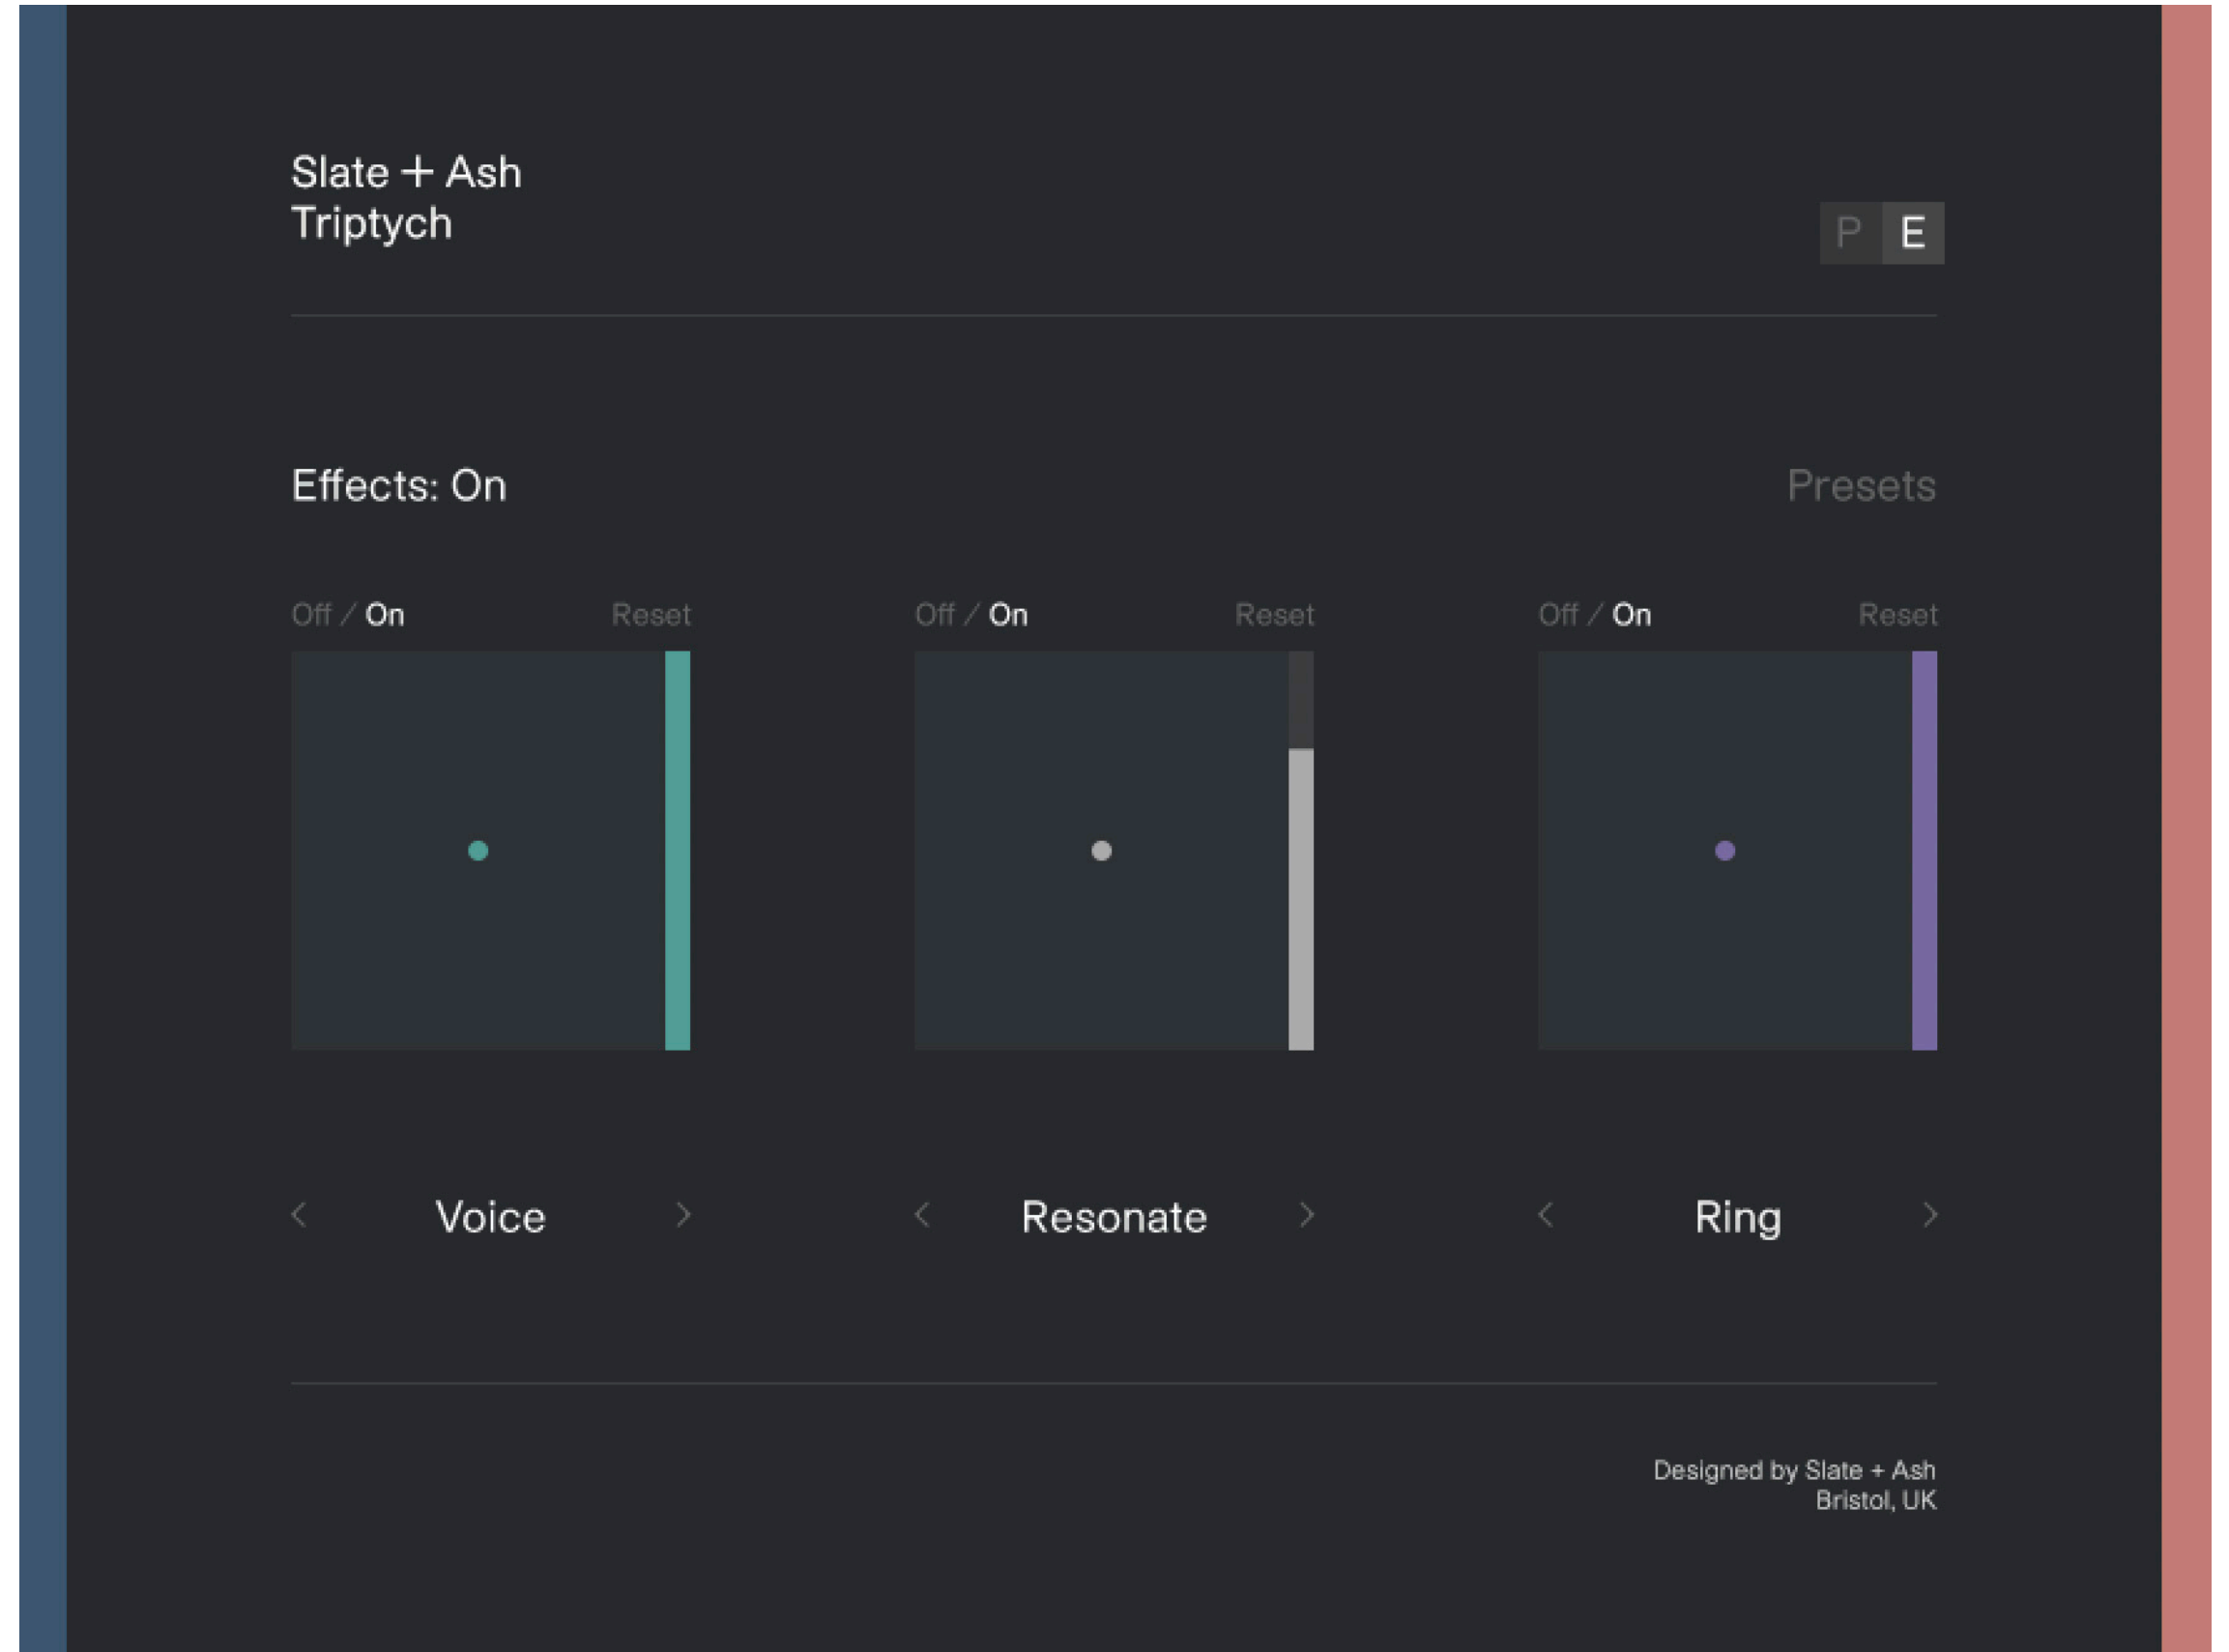 Slate + Ash
Triptych
P E
Effects: On
Presets
Off / On
Reset
Off / On
Reset
Off / On
Reset
< Voice >
< Resonate >
< Ring >
Designed by Slate + Ash
Bristol, UK